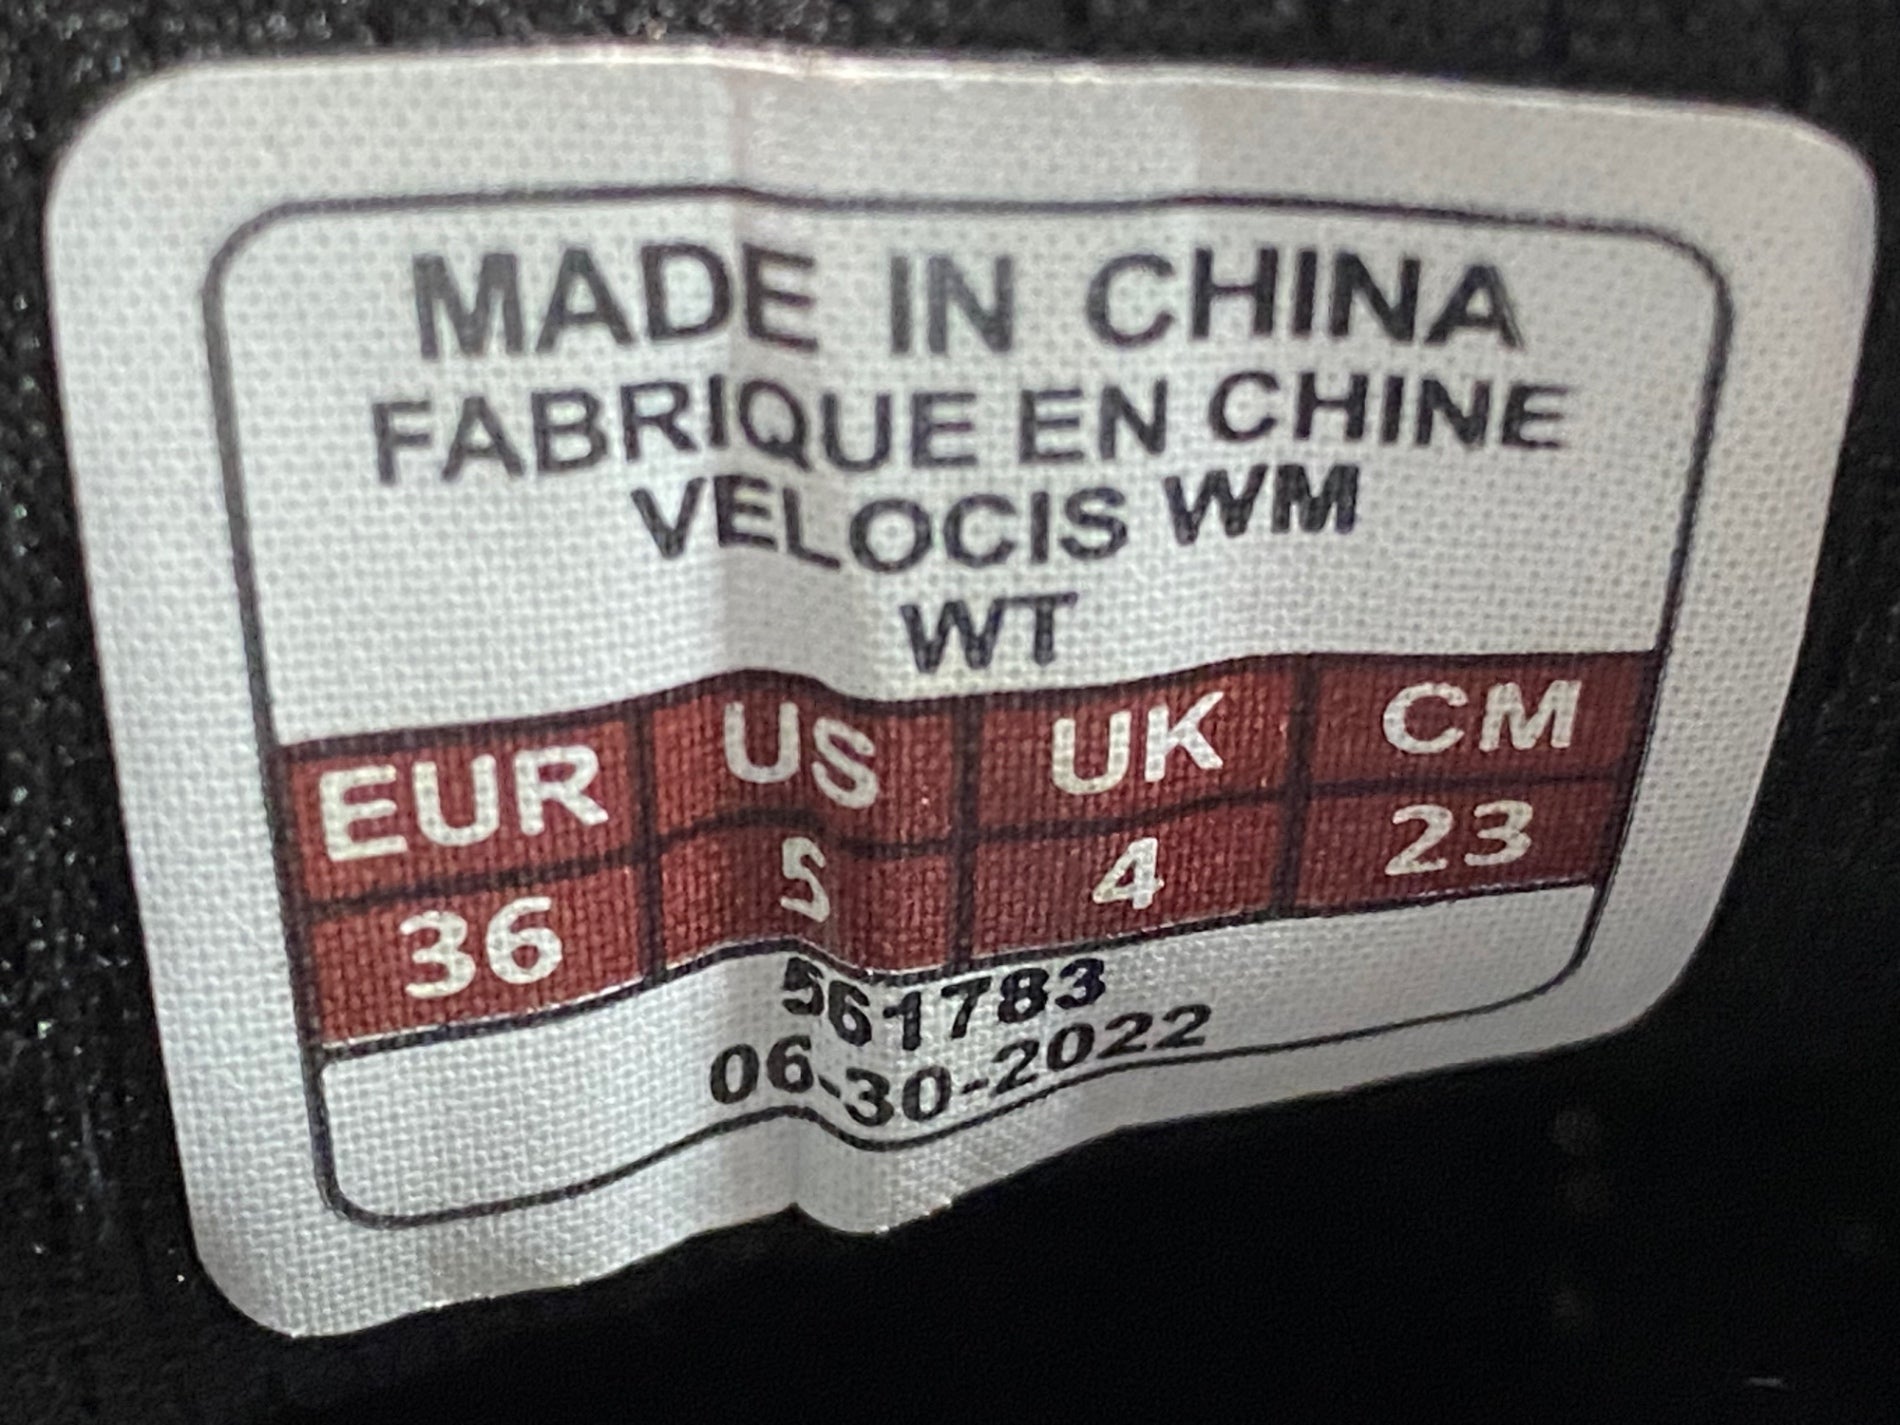 MADE IN CHINA
FABRIQUE EN CHINE
VELOCIS WM
WT
EUR US UK CM
36 5 4 23
561783
06-30-2022